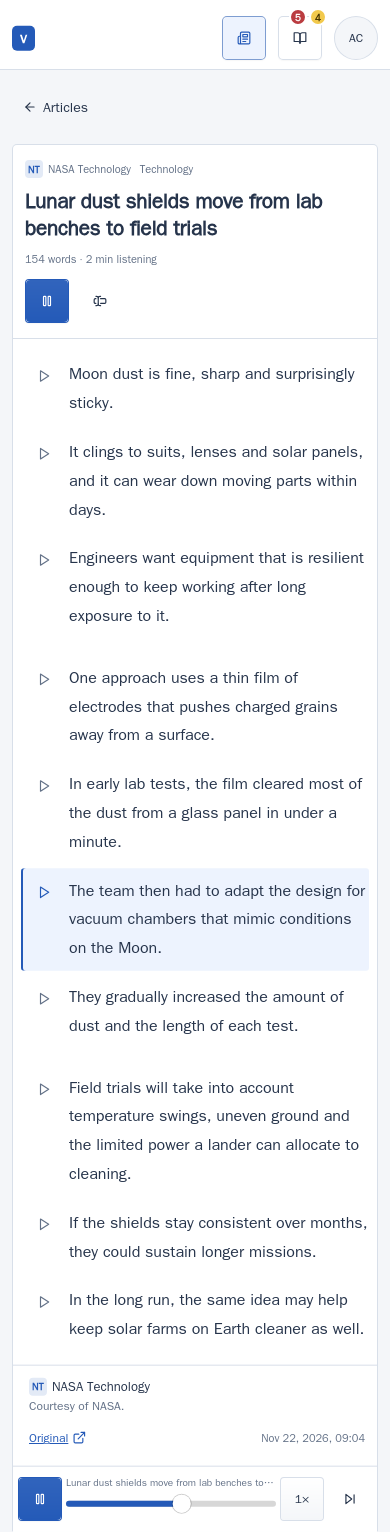 V
5
4
AC
Articles
NT NASA Technology Technology
Lunar dust shields move from lab
benches to field trials
154 words · 2 min listening
Moon dust is fine, sharp and surprisingly
sticky.
It clings to suits, lenses and solar panels,
and it can wear down moving parts within
days.
Engineers want equipment that is resilient
enough to keep working after long
exposure to it.
One approach uses a thin film of
electrodes that pushes charged grains
away from a surface.
In early lab tests, the film cleared most of
the dust from a glass panel in under a
minute.
The team then had to adapt the design for
vacuum chambers that mimic conditions
on the Moon.
They gradually increased the amount of
dust and the length of each test.
Field trials will take into account
temperature swings, uneven ground and
the limited power a lander can allocate to
cleaning.
If the shields stay consistent over months,
they could sustain longer missions.
In the long run, the same idea may help
keep solar farms on Earth cleaner as well.
NT NASA Technology
Courtesy of NASA.
Original Nov 22, 2026, 09:04
Lunar dust shields move from lab benches to…
1×